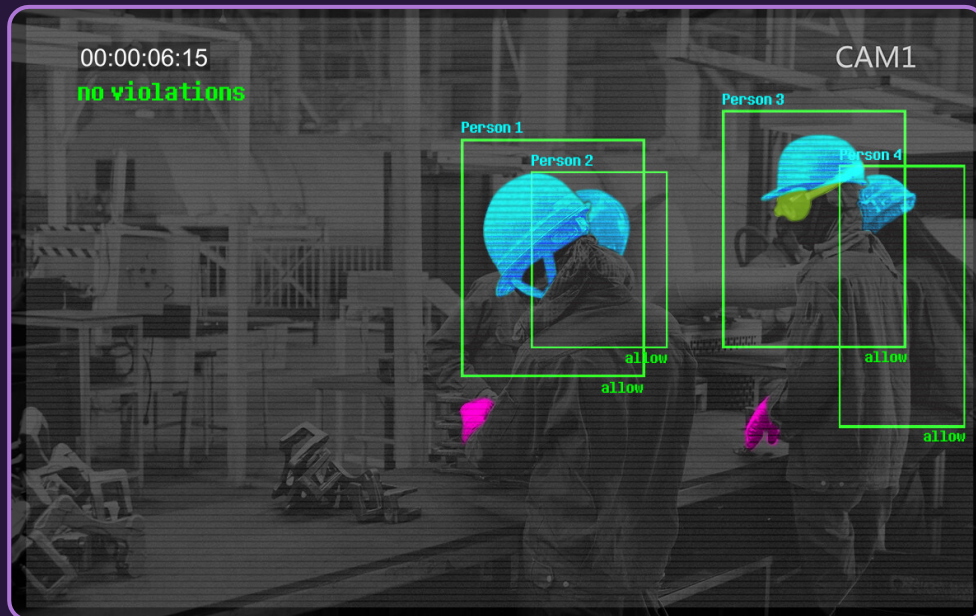 00:00:06:15
CAM1
no violations
Person 3
Person 1
Person 4
Person 2
allow
allow
allow
allow